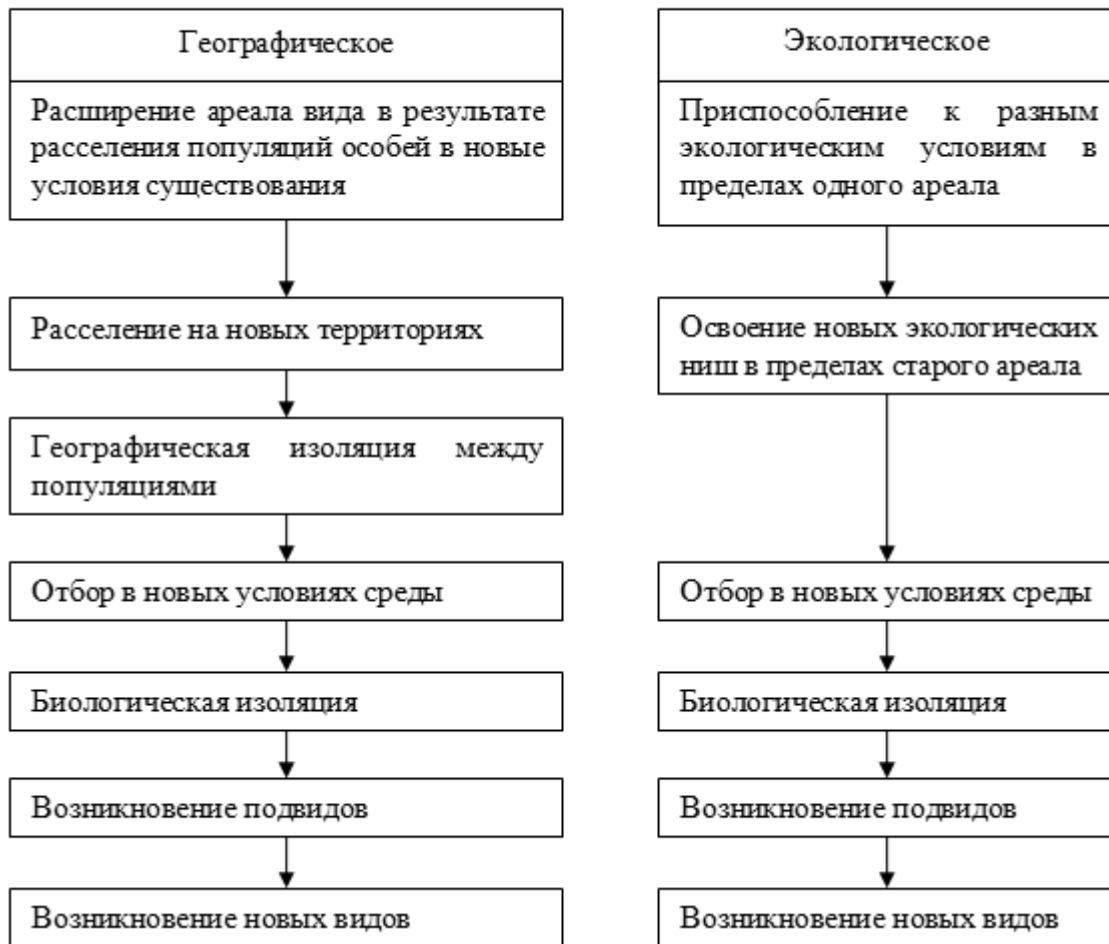 Географическое
Расширение ареала вида в результате
расселения популяций особей в новые
условия существования
Расселение на новых территориях
Географическая изоляция между
популяциями
Отбор в новых условиях среды
Биологическая изоляция
Возникновение подвидов
Возникновение новых видов
Экологическое
Приспособление к разным
экологическим условиям в
пределах одного ареала
Освоение новых экологических
ниш в пределах старого ареала
Отбор в новых условиях среды
Биологическая изоляция
Возникновение подвидов
Возникновение новых видов